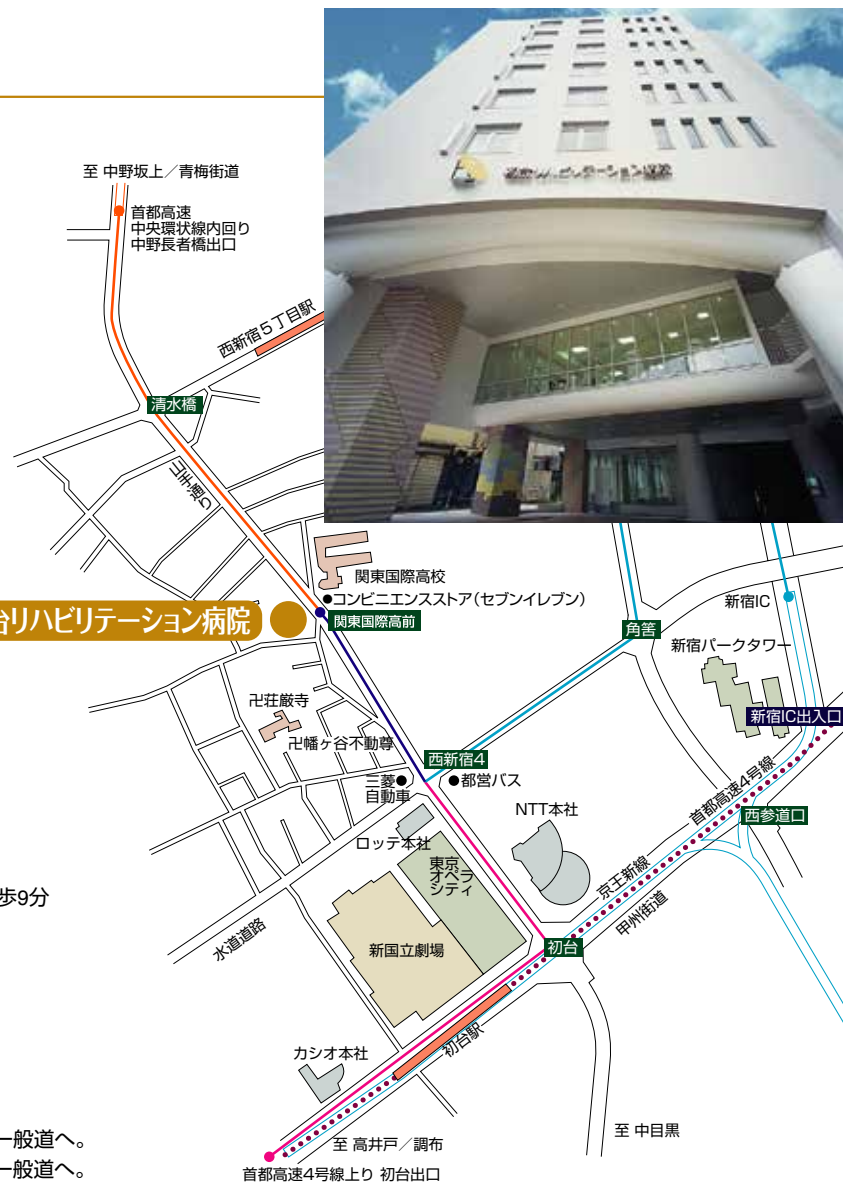 至 中野坂上／青梅街道
首都高速
中央環状線内回り
中野長者橋出口
西新宿5丁目駅
清水橋
山手通り
関東国際高校
コンビニエンスストア（セブンイレブン）
関東国際高前
台リハビリテーション病院
角筈
新宿IC
新宿パークタワー
新宿IC出入口
卍荘厳寺
卍幡ヶ谷不動尊
西新宿4
三菱
自動車
都営バス
首都高速4号線
西参道口
NTT本社
ロッテ本社
東京
オペラ
シティ
京王新線
甲州街道
歩9分
水道道路
新国立劇場
初台
初台駅
カシオ本社
一般道へ。
一般道へ。
至 高井戸／調布
至 中目黒
首都高速4号線上り 初台出口